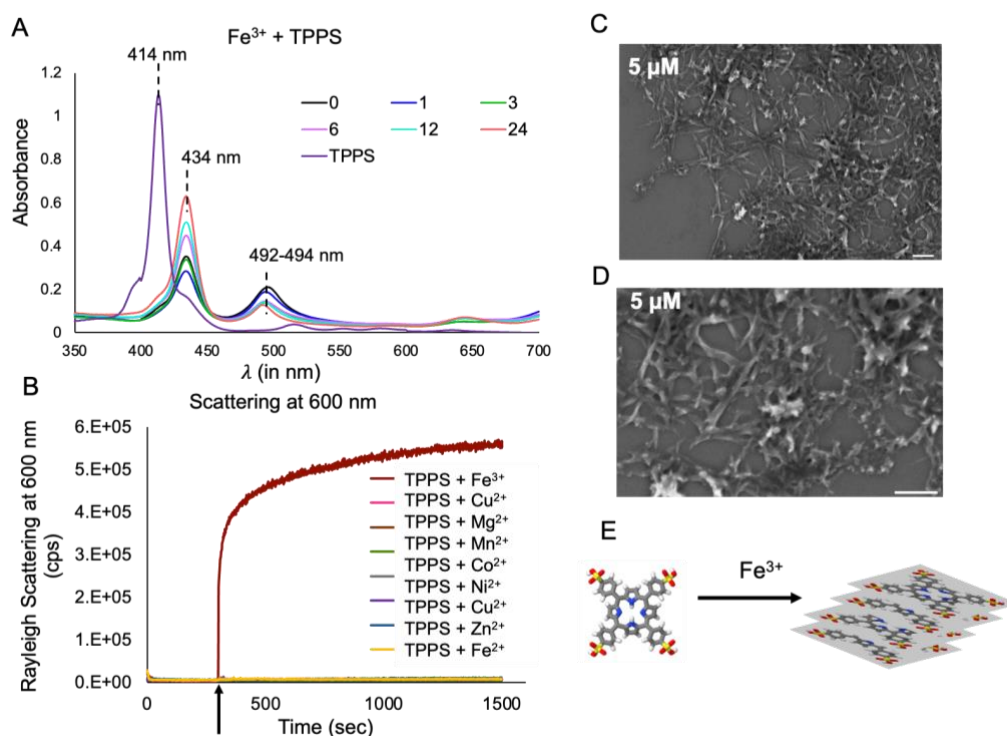 A
Fe³⁺ + TPPS
414 nm
434 nm
492-494 nm
0 1 3
6 12 24
TPPS
Absorbance
1.2
1
0.8
0.6
0.4
0.2
0
350 400 450 500 550 600 650 700
λ (in nm)
B
Scattering at 600 nm
Rayleigh Scattering at 600 nm
(cps)
6.E+05
5.E+05
4.E+05
3.E+05
2.E+05
1.E+05
0.E+00
0 500 1000 1500
Time (sec)
TPPS + Fe³⁺
TPPS + Cu²⁺
TPPS + Mg²⁺
TPPS + Mn²⁺
TPPS + Co²⁺
TPPS + Ni²⁺
TPPS + Cu²⁺
TPPS + Zn²⁺
TPPS + Fe²⁺
C
5 µM
D
5 µM
E
Fe³⁺